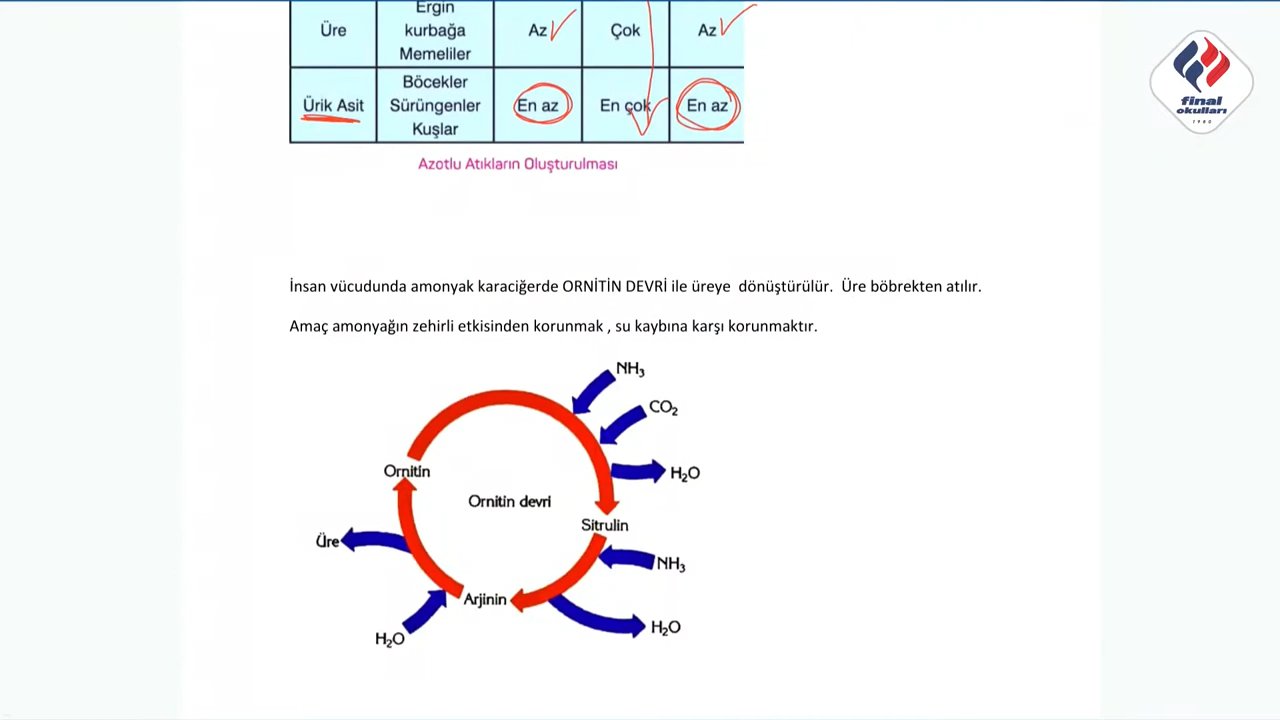 Üre
Ergin
kurbağa
Memeliler
Az
Çok
Az
Ürik Asit
Böcekler
Sürüngenler
Kuşlar
En az
En çok
En az
Azotlu Atıkların Oluşturulması
final
okulları
1980
İnsan vücudunda amonyak karaciğerde ORNİTİN DEVRİ ile üreye dönüştürülür. Üre böbrekten atılır.
Amaç amonyağın zehirli etkisinden korunmak , su kaybına karşı korunmaktır.
NH₃
CO₂
H₂O
Ornitin
Ornitin devri
Sitrulin
Üre
NH₃
Arjinin
H₂O
H₂O